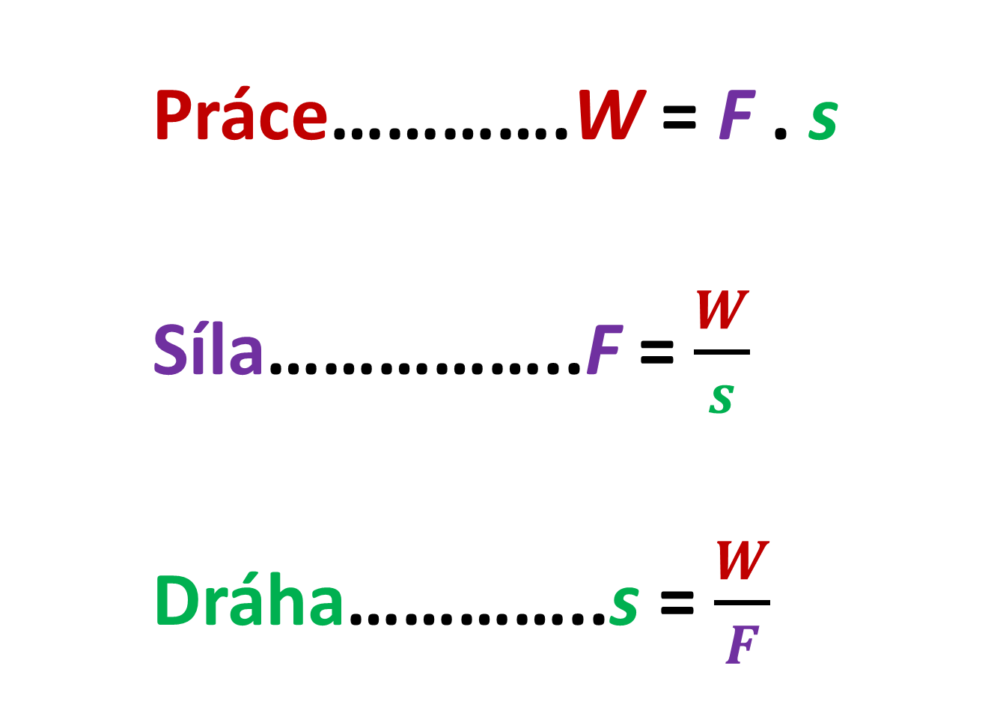 Práce.............W = F . s
Síla.................F = W/s
Dráha..............s = W/F